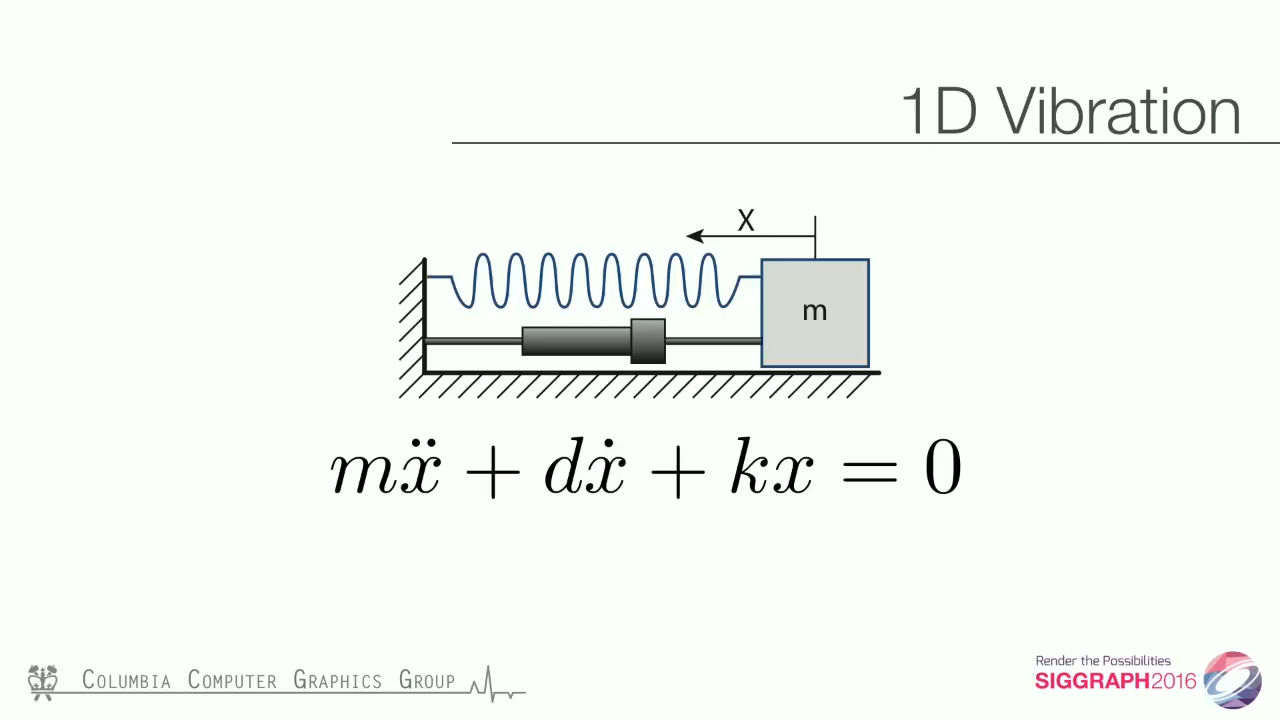 1D Vibration
X
m
mẍ + dẋ + kx = 0
Columbia Computer Graphics Group
Render the Possibilities
SIGGRAPH2016